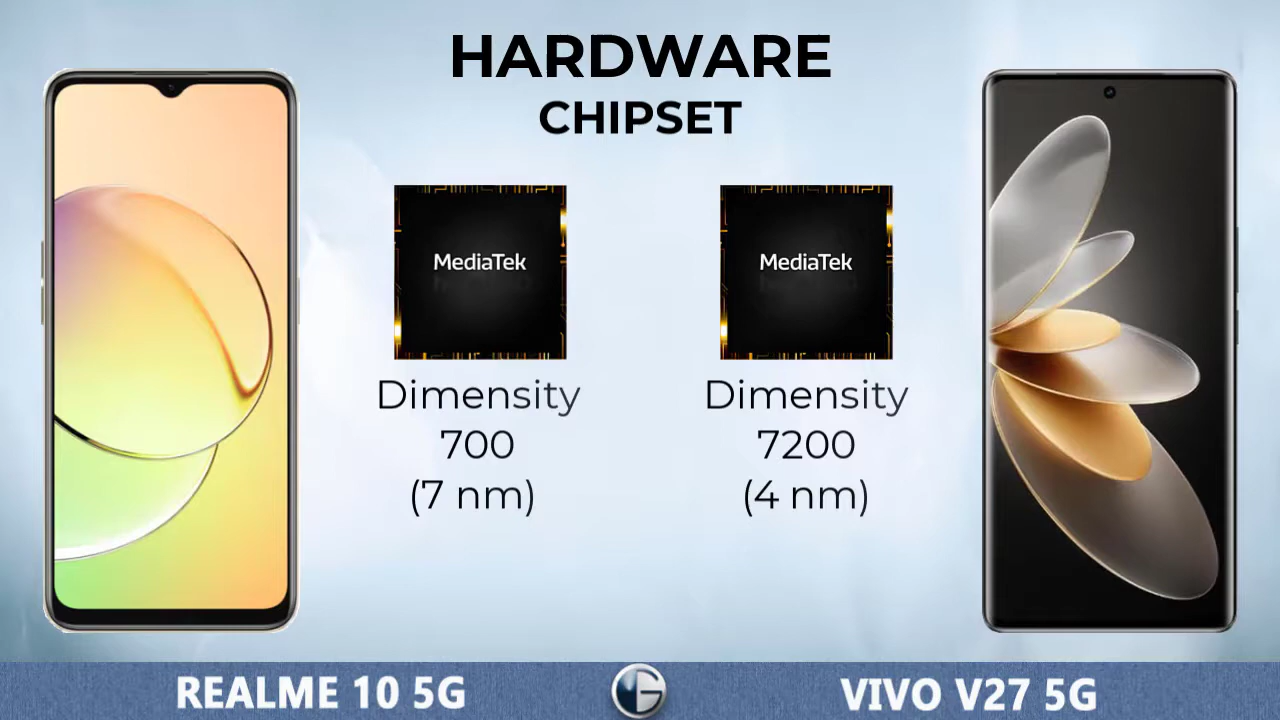 HARDWARE
CHIPSET
MediaTek
MediaTek
Dimensity
700
(7 nm)
Dimensity
7200
(4 nm)
REALME 10 5G
G
VIVO V27 5G